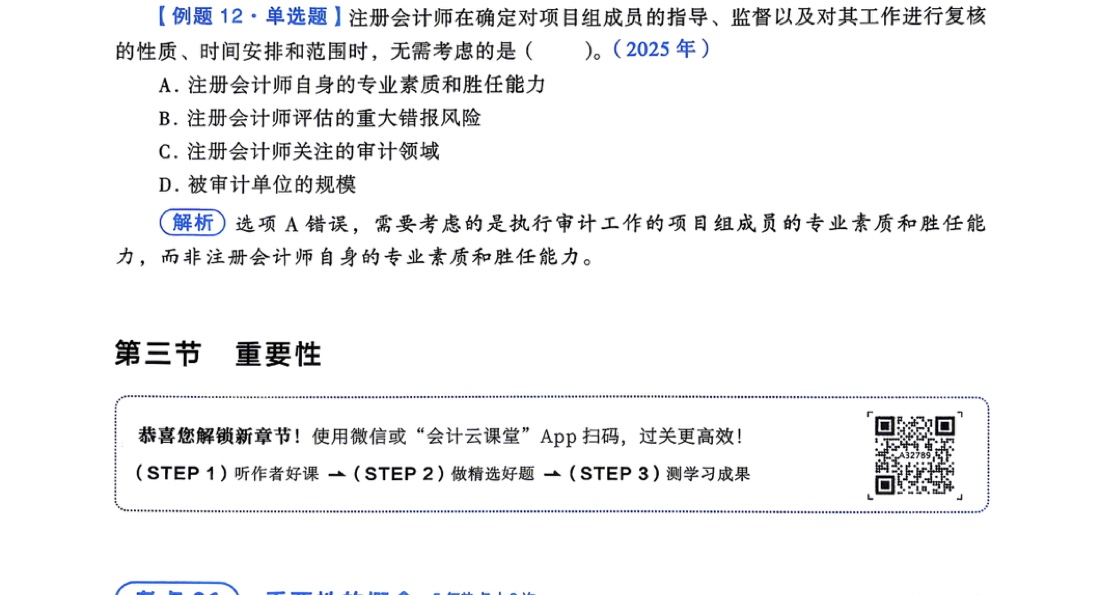 【例题 12·单选题】注册会计师在确定对项目组成员的指导、监督以及对其工作进行复核
的性质、时间安排和范围时，无需考虑的是（　　）。（2025 年）
A. 注册会计师自身的专业素质和胜任能力
B. 注册会计师评估的重大错报风险
C. 注册会计师关注的审计领域
D. 被审计单位的规模
解析 选项 A 错误，需要考虑的是执行审计工作的项目组成员的专业素质和胜任能
力，而非注册会计师自身的专业素质和胜任能力。
第三节　重要性
恭喜您解锁新章节！使用微信或“会计云课堂”App 扫码，过关更高效！
（STEP 1）听作者好课 ⇀（STEP 2）做精选好题 ⇀（STEP 3）测学习成果
A32789
重要性的概念